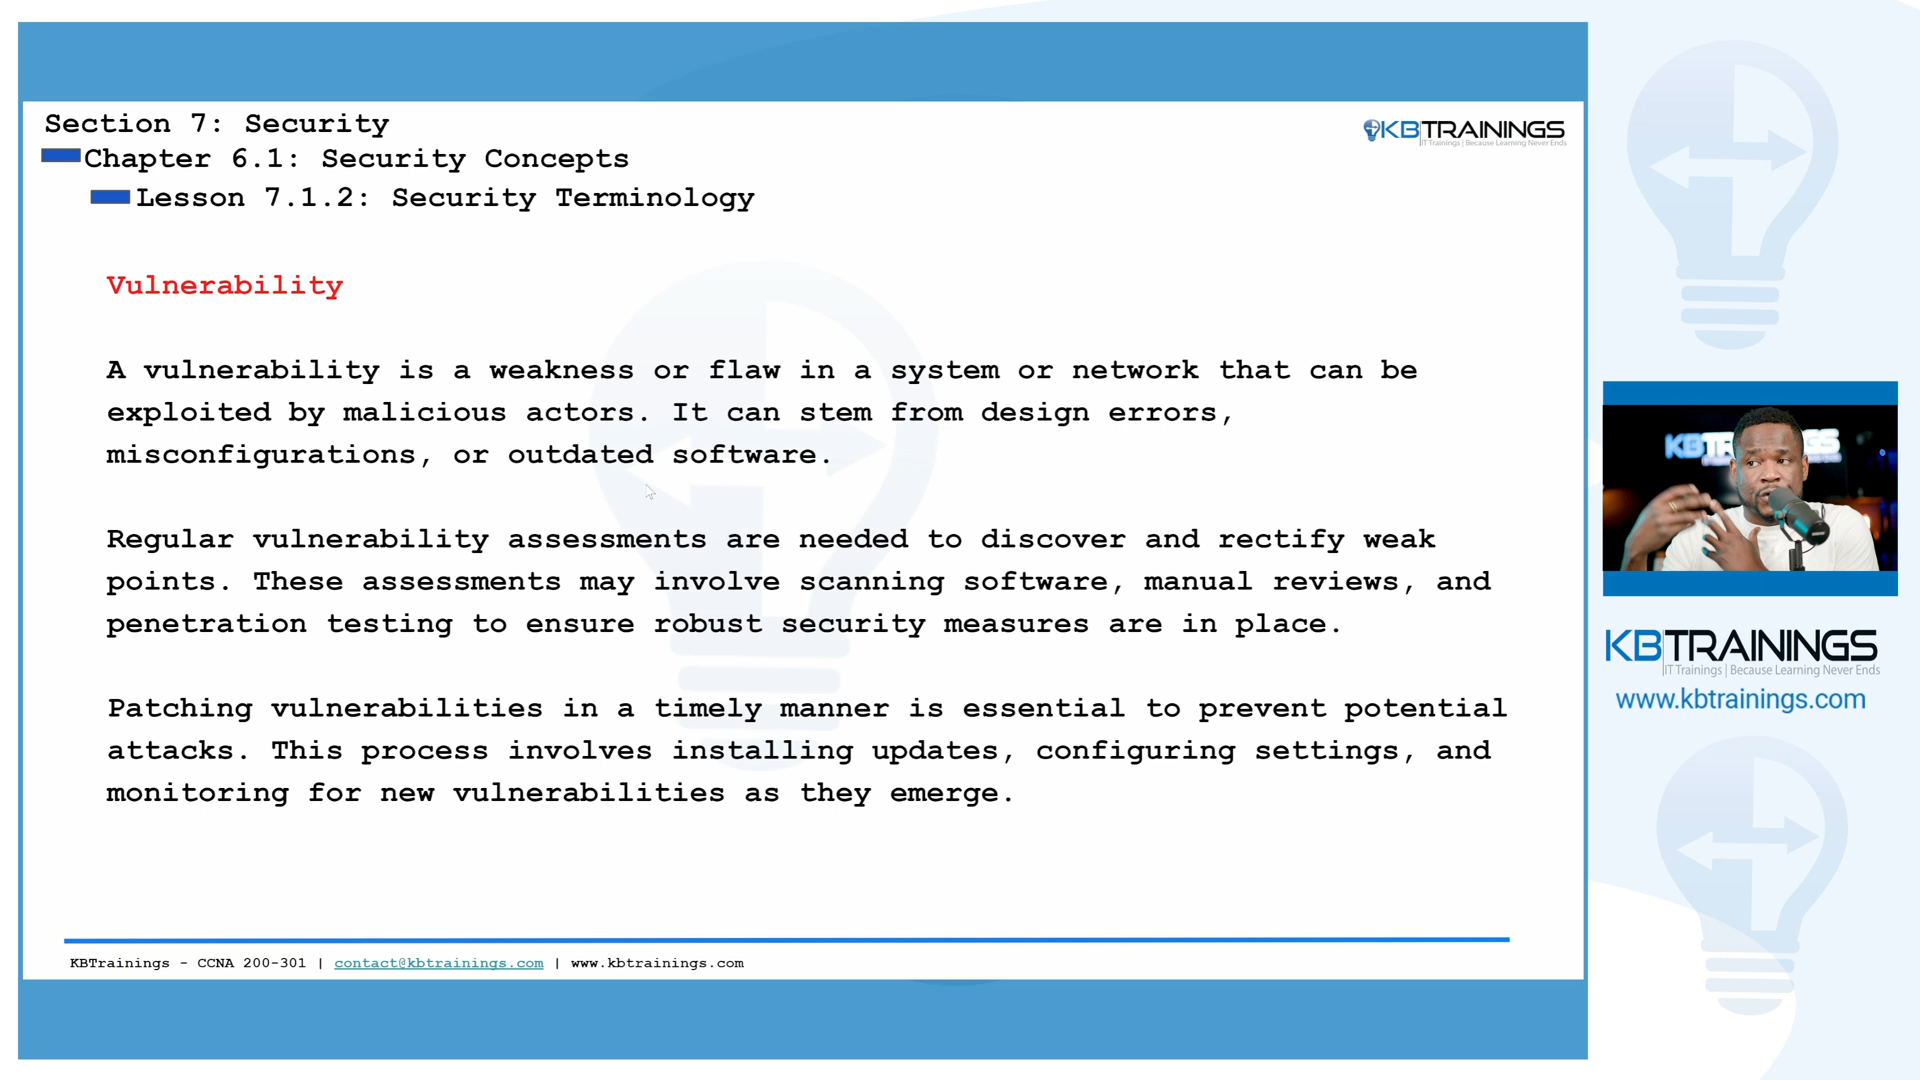 Section 7: Security
Chapter 6.1: Security Concepts
Lesson 7.1.2: Security Terminology
KBTRAININGS
IT Trainings | Because Learning Never Ends
Vulnerability
A vulnerability is a weakness or flaw in a system or network that can be
exploited by malicious actors. It can stem from design errors,
misconfigurations, or outdated software.
Regular vulnerability assessments are needed to discover and rectify weak
points. These assessments may involve scanning software, manual reviews, and
penetration testing to ensure robust security measures are in place.
Patching vulnerabilities in a timely manner is essential to prevent potential
attacks. This process involves installing updates, configuring settings, and
monitoring for new vulnerabilities as they emerge.
KBTrainings - CCNA 200-301 | contact@kbtrainings.com | www.kbtrainings.com
KBTRAININGS
IT Trainings | Because Learning Never Ends
www.kbtrainings.com